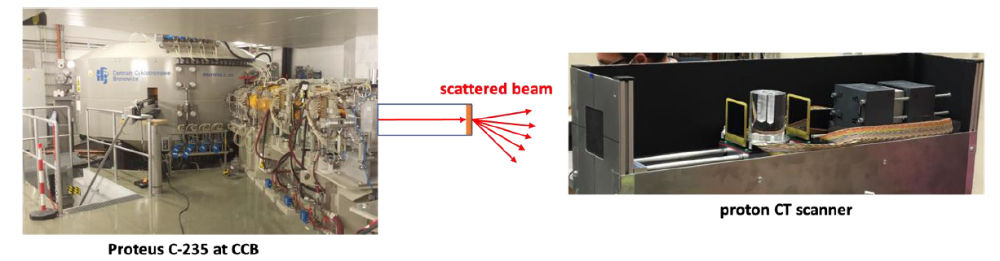 Centrum Cyklotronowe
Bronowice
PROTEUS C-235
scattered beam
proton CT scanner
Proteus C-235 at CCB